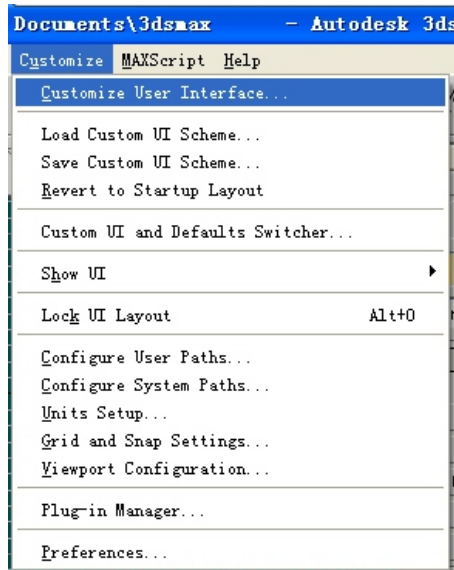 Documents\3dsmax - Autodesk 3ds
Customize MAXScript Help
Customize User Interface...
Load Custom UI Scheme...
Save Custom UI Scheme...
Revert to Startup Layout
Custom UI and Defaults Switcher...
Show UI
Lock UI Layout Alt+0
Configure User Paths...
Configure System Paths...
Units Setup...
Grid and Snap Settings...
Viewport Configuration...
Plug-in Manager...
Preferences...